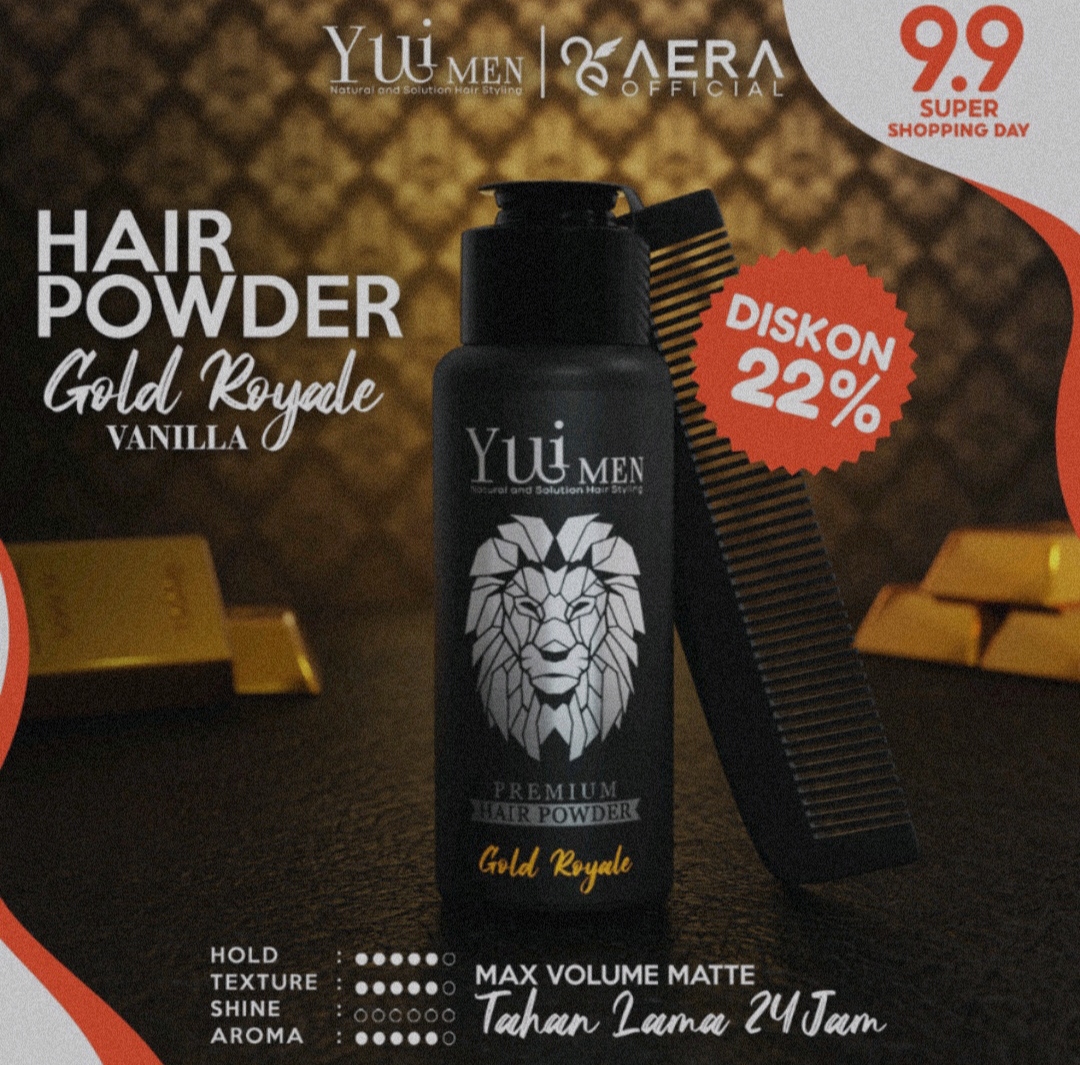 Yuji MEN
Natural and Solution Hair Styling
AERA
OFFICIAL
9.9
SUPER
SHOPPING DAY
HAIR
POWDER
Gold Royale
VANILLA
DISKON
22%
Yuji MEN
Natural and Solution Hair Styling
PREMIUM
HAIR POWDER
Gold Royale
HOLD :
TEXTURE :
SHINE :
AROMA :
MAX VOLUME MATTE
Tahan Lama 24 Jam